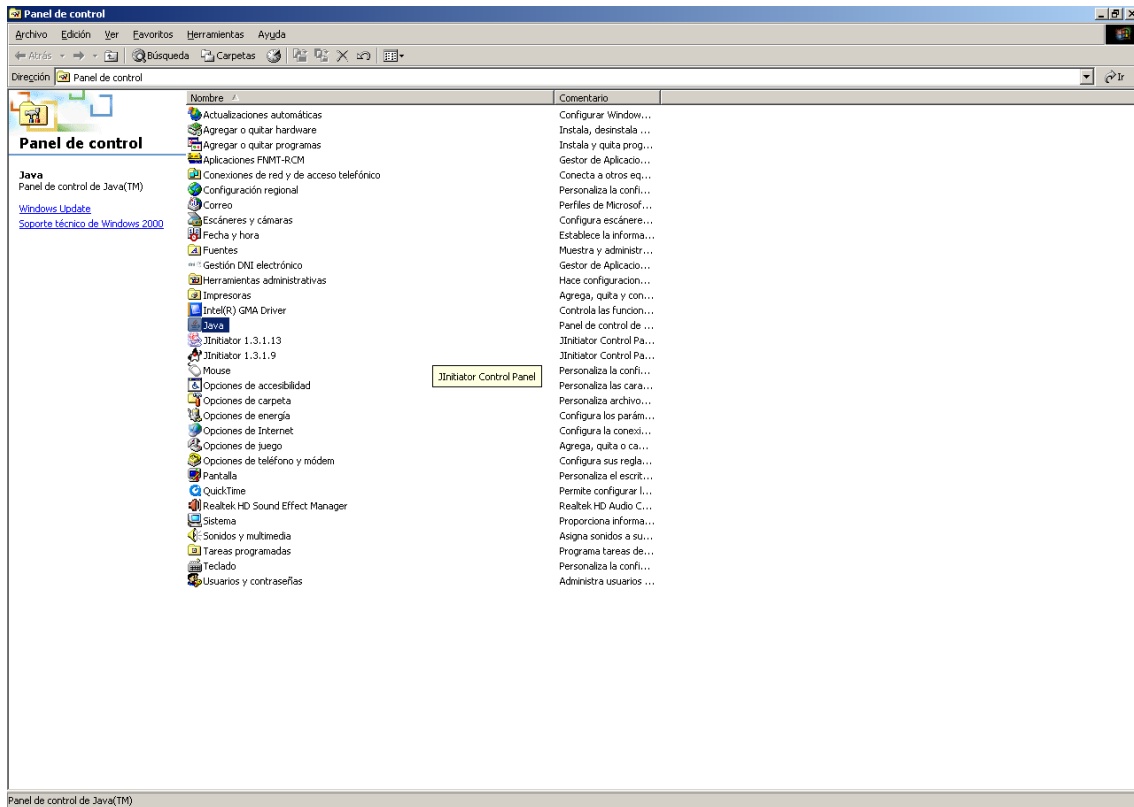 Panel de control
Archivo Edición Ver Favoritos Herramientas Ayuda
Atrás Búsqueda Carpetas
Dirección Panel de control Ir
Panel de control
Java
Panel de control de Java(TM)
Windows Update
Soporte técnico de Windows 2000
Nombre Comentario
Actualizaciones automáticas Configurar Window...
Agregar o quitar hardware Instala, desinstala ...
Agregar o quitar programas Instala y quita prog...
Aplicaciones FNMT-RCM Gestor de Aplicacio...
Conexiones de red y de acceso telefónico Conecta a otros eq...
Configuración regional Personaliza la confi...
Correo Perfiles de Microsof...
Escáneres y cámaras Configura escánere...
Fecha y hora Establece la informa...
Fuentes Muestra y administr...
Gestión DNI electrónico Gestor de Aplicacio...
Herramientas administrativas Hace configuracion...
Impresoras Agrega, quita y con...
Intel(R) GMA Driver Controla las funcion...
Java Panel de control de ...
JInitiator 1.3.1.13 JInitiator Control Pa...
JInitiator 1.3.1.9 JInitiator Control Pa...
Mouse Personaliza la confi...
JInitiator Control Panel
Opciones de accesibilidad Personaliza las cara...
Opciones de carpeta Personaliza archivo...
Opciones de energía Configura los parám...
Opciones de Internet Configura la conexi...
Opciones de juego Agrega, quita o ca...
Opciones de teléfono y módem Configura sus regla...
Pantalla Personaliza el escrit...
QuickTime Permite configurar l...
Realtek HD Sound Effect Manager Realtek HD Audio C...
Sistema Proporciona informa...
Sonidos y multimedia Asigna sonidos a su...
Tareas programadas Programa tareas de...
Teclado Personaliza la confi...
Usuarios y contraseñas Administra usuarios ...
Panel de control de Java(TM)